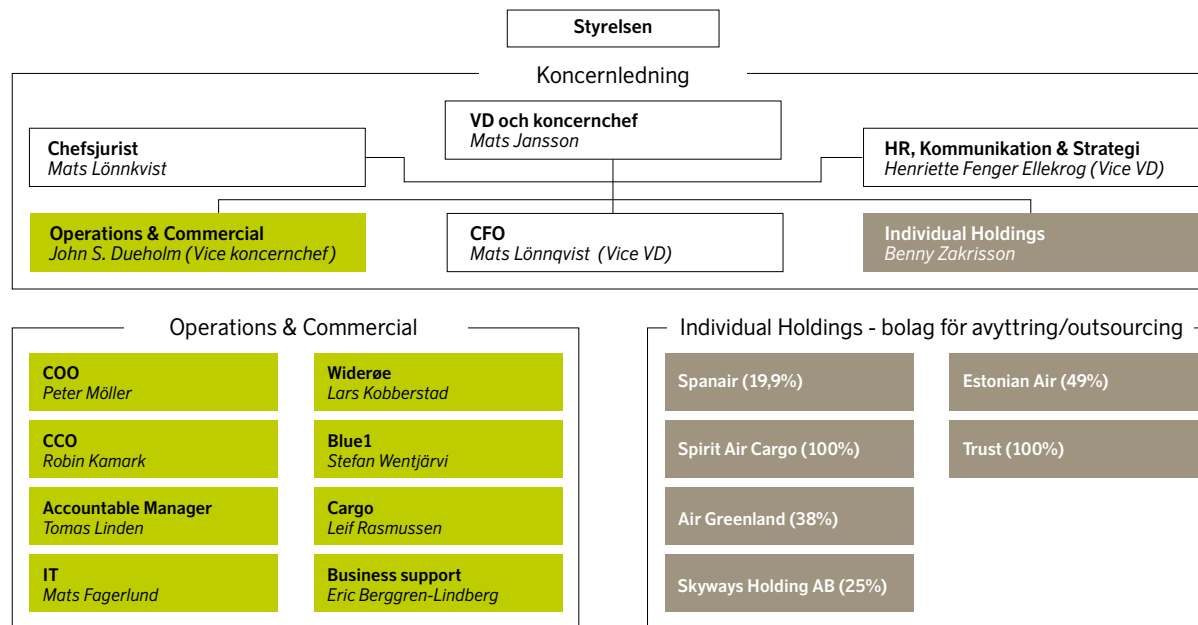 Styrelsen
Koncernledning
VD och koncernchef
Mats Jansson
Chefsjurist
Mats Lönnkvist
HR, Kommunikation & Strategi
Henriette Fenger Ellekrog (Vice VD)
Operations & Commercial
John S. Dueholm (Vice koncernchef)
CFO
Mats Lönnqvist (Vice VD)
Individual Holdings
Benny Zakrisson
Operations & Commercial
COO
Peter Möller
Widerøe
Lars Kobberstad
CCO
Robin Kamark
Blue1
Stefan Wentjärvi
Accountable Manager
Tomas Linden
Cargo
Leif Rasmussen
IT
Mats Fagerlund
Business support
Eric Berggren-Lindberg
Individual Holdings - bolag för avyttring/outsourcing
Spanair (19,9%)
Estonian Air (49%)
Spirit Air Cargo (100%)
Trust (100%)
Air Greenland (38%)
Skyways Holding AB (25%)